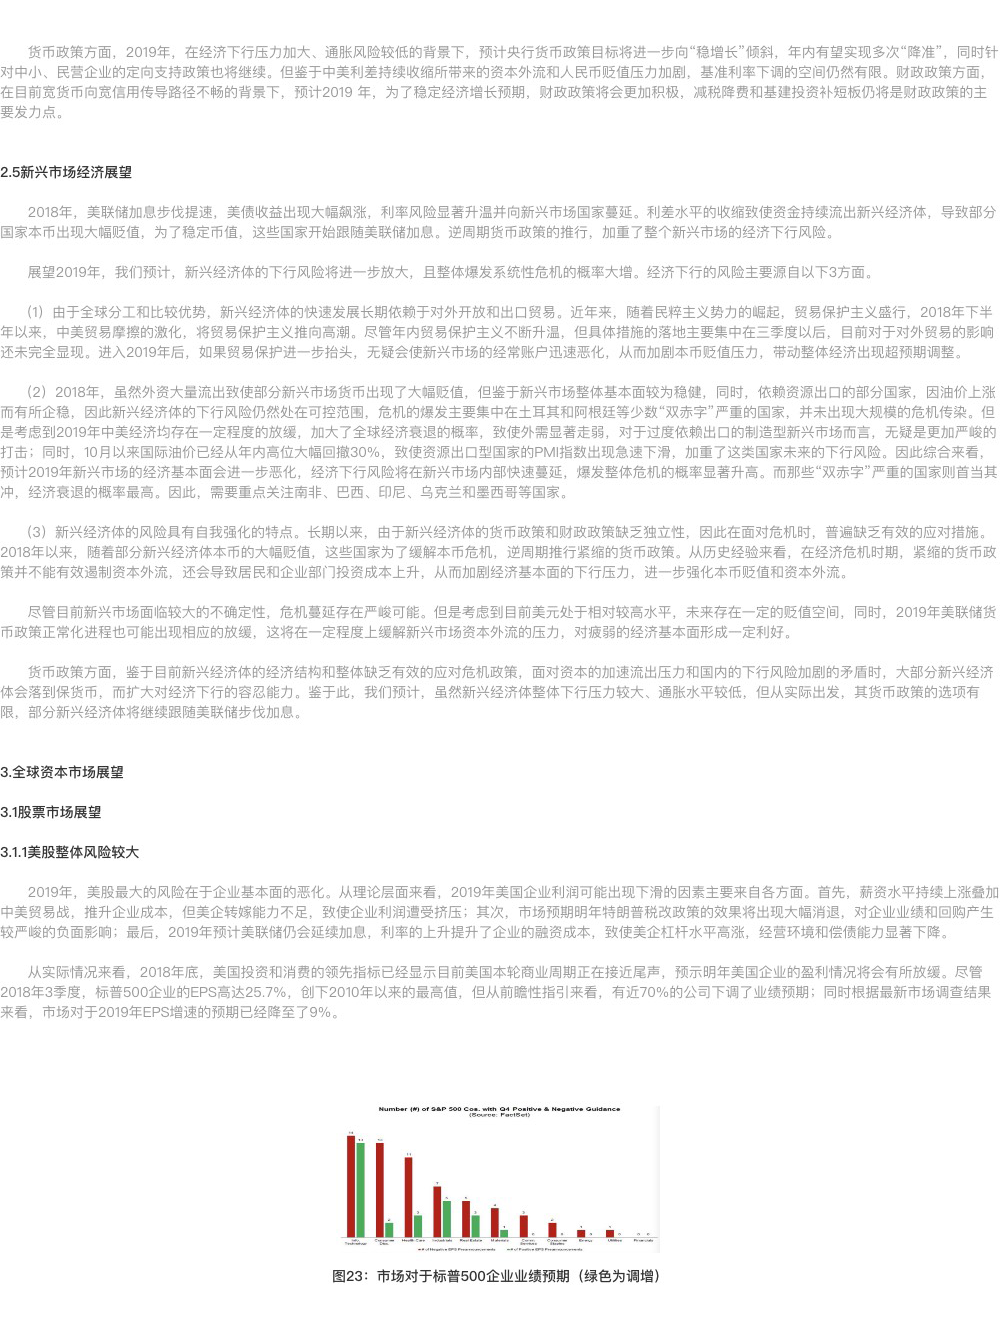 货币政策方面，2019年，在经济下行压力加大、通胀风险较低的背景下，预计央行货币政策目标将进一步向“稳增长”倾斜，年内有望实现多次“降准”，同时针
对中小、民营企业的定向支持政策也将继续。但鉴于中美利差持续收缩所带来的资本外流和人民币贬值压力加剧，基准利率下调的空间仍然有限。财政政策方面，
在目前宽货币向宽信用传导路径不畅的背景下，预计2019 年，为了稳定经济增长预期，财政政策将会更加积极，减税降费和基建投资补短板仍将是财政政策的主
要发力点。
2.5新兴市场经济展望
2018年，美联储加息步伐提速，美债收益出现大幅飙涨，利率风险显著升温并向新兴市场国家蔓延。利差水平的收缩致使资金持续流出新兴经济体，导致部分
国家本币出现大幅贬值，为了稳定币值，这些国家开始跟随美联储加息。逆周期货币政策的推行，加重了整个新兴市场的经济下行风险。
展望2019年，我们预计，新兴经济体的下行风险将进一步放大，且整体爆发系统性危机的概率大增。经济下行的风险主要源自以下3方面。
（1）由于全球分工和比较优势，新兴经济体的快速发展长期依赖于对外开放和出口贸易。近年来，随着民粹主义势力的崛起，贸易保护主义盛行，2018年下半
年以来，中美贸易摩擦的激化，将贸易保护主义推向高潮。尽管年内贸易保护主义不断升温，但具体措施的落地主要集中在三季度以后，目前对于对外贸易的影响
还未完全显现。进入2019年后，如果贸易保护进一步抬头，无疑会使新兴市场的经常账户迅速恶化，从而加剧本币贬值压力，带动整体经济出现超预期调整。
（2）2018年，虽然外资大量流出致使部分新兴市场货币出现了大幅贬值，但鉴于新兴市场整体基本面较为稳健，同时，依赖资源出口的部分国家，因油价上涨
而有所企稳，因此新兴经济体的下行风险仍然处在可控范围，危机的爆发主要集中在土耳其和阿根廷等少数“双赤字”严重的国家，并未出现大规模的危机传染。但
是考虑到2019年中美经济均存在一定程度的放缓，加大了全球经济衰退的概率，致使外需显著走弱，对于过度依赖出口的制造型新兴市场而言，无疑是更加严峻的
打击；同时，10月以来国际油价已经从年内高位大幅回撤30%，致使资源出口型国家的PMI指数出现急速下滑，加重了这类国家未来的下行风险。因此综合来看，
预计2019年新兴市场的经济基本面会进一步恶化，经济下行风险将在新兴市场内部快速蔓延，爆发整体危机的概率显著升高。而那些“双赤字”严重的国家则首当其
冲，经济衰退的概率最高。因此，需要重点关注南非、巴西、印尼、乌克兰和墨西哥等国家。
（3）新兴经济体的风险具有自我强化的特点。长期以来，由于新兴经济体的货币政策和财政政策缺乏独立性，因此在面对危机时，普遍缺乏有效的应对措施。
2018年以来，随着部分新兴经济体本币的大幅贬值，这些国家为了缓解本币危机，逆周期推行紧缩的货币政策。从历史经验来看，在经济危机时期，紧缩的货币政
策并不能有效遏制资本外流，还会导致居民和企业部门投资成本上升，从而加剧经济基本面的下行压力，进一步强化本币贬值和资本外流。
尽管目前新兴市场面临较大的不确定性，危机蔓延存在严峻可能。但是考虑到目前美元处于相对较高水平，未来存在一定的贬值空间，同时，2019年美联储货
币政策正常化进程也可能出现相应的放缓，这将在一定程度上缓解新兴市场资本外流的压力，对疲弱的经济基本面形成一定利好。
货币政策方面，鉴于目前新兴经济体的经济结构和整体缺乏有效的应对危机政策，面对资本的加速流出压力和国内的下行风险加剧的矛盾时，大部分新兴经济
体会落到保货币，而扩大对经济下行的容忍能力。鉴于此，我们预计，虽然新兴经济体整体下行压力较大、通胀水平较低，但从实际出发，其货币政策的选项有
限，部分新兴经济体将继续跟随美联储步伐加息。
3.全球资本市场展望
3.1股票市场展望
3.1.1美股整体风险较大
2019年，美股最大的风险在于企业基本面的恶化。从理论层面来看，2019年美国企业利润可能出现下滑的因素主要来自各方面。首先，薪资水平持续上涨叠加
中美贸易战，推升企业成本，但美企转嫁能力不足，致使企业利润遭受挤压；其次，市场预期明年特朗普税改政策的效果将出现大幅消退，对企业业绩和回购产生
较严峻的负面影响；最后，2019年预计美联储仍会延续加息，利率的上升提升了企业的融资成本，致使美企杠杆水平高涨，经营环境和偿债能力显著下降。
从实际情况来看，2018年底，美国投资和消费的领先指标已经显示目前美国本轮商业周期正在接近尾声，预示明年美国企业的盈利情况将会有所放缓。尽管
2018年3季度，标普500企业的EPS高达25.7%，创下2010年以来的最高值，但从前瞻性指引来看，有近70%的公司下调了业绩预期；同时根据最新市场调查结果
来看，市场对于2019年EPS增速的预期已经降至了9%。
Number (#) of S&P 500 Cos. with Q4 Positive & Negative Guidance
(Source: FactSet)
Info. Technology
Consumer Disc.
Health Care
Industrials
Real Estate
Materials
Comm. Services
Consumer Staples
Energy
Utilities
Financials
# of Negative EPS Preannouncements
# of Positive EPS Preannouncements
图23：市场对于标普500企业业绩预期（绿色为调增）